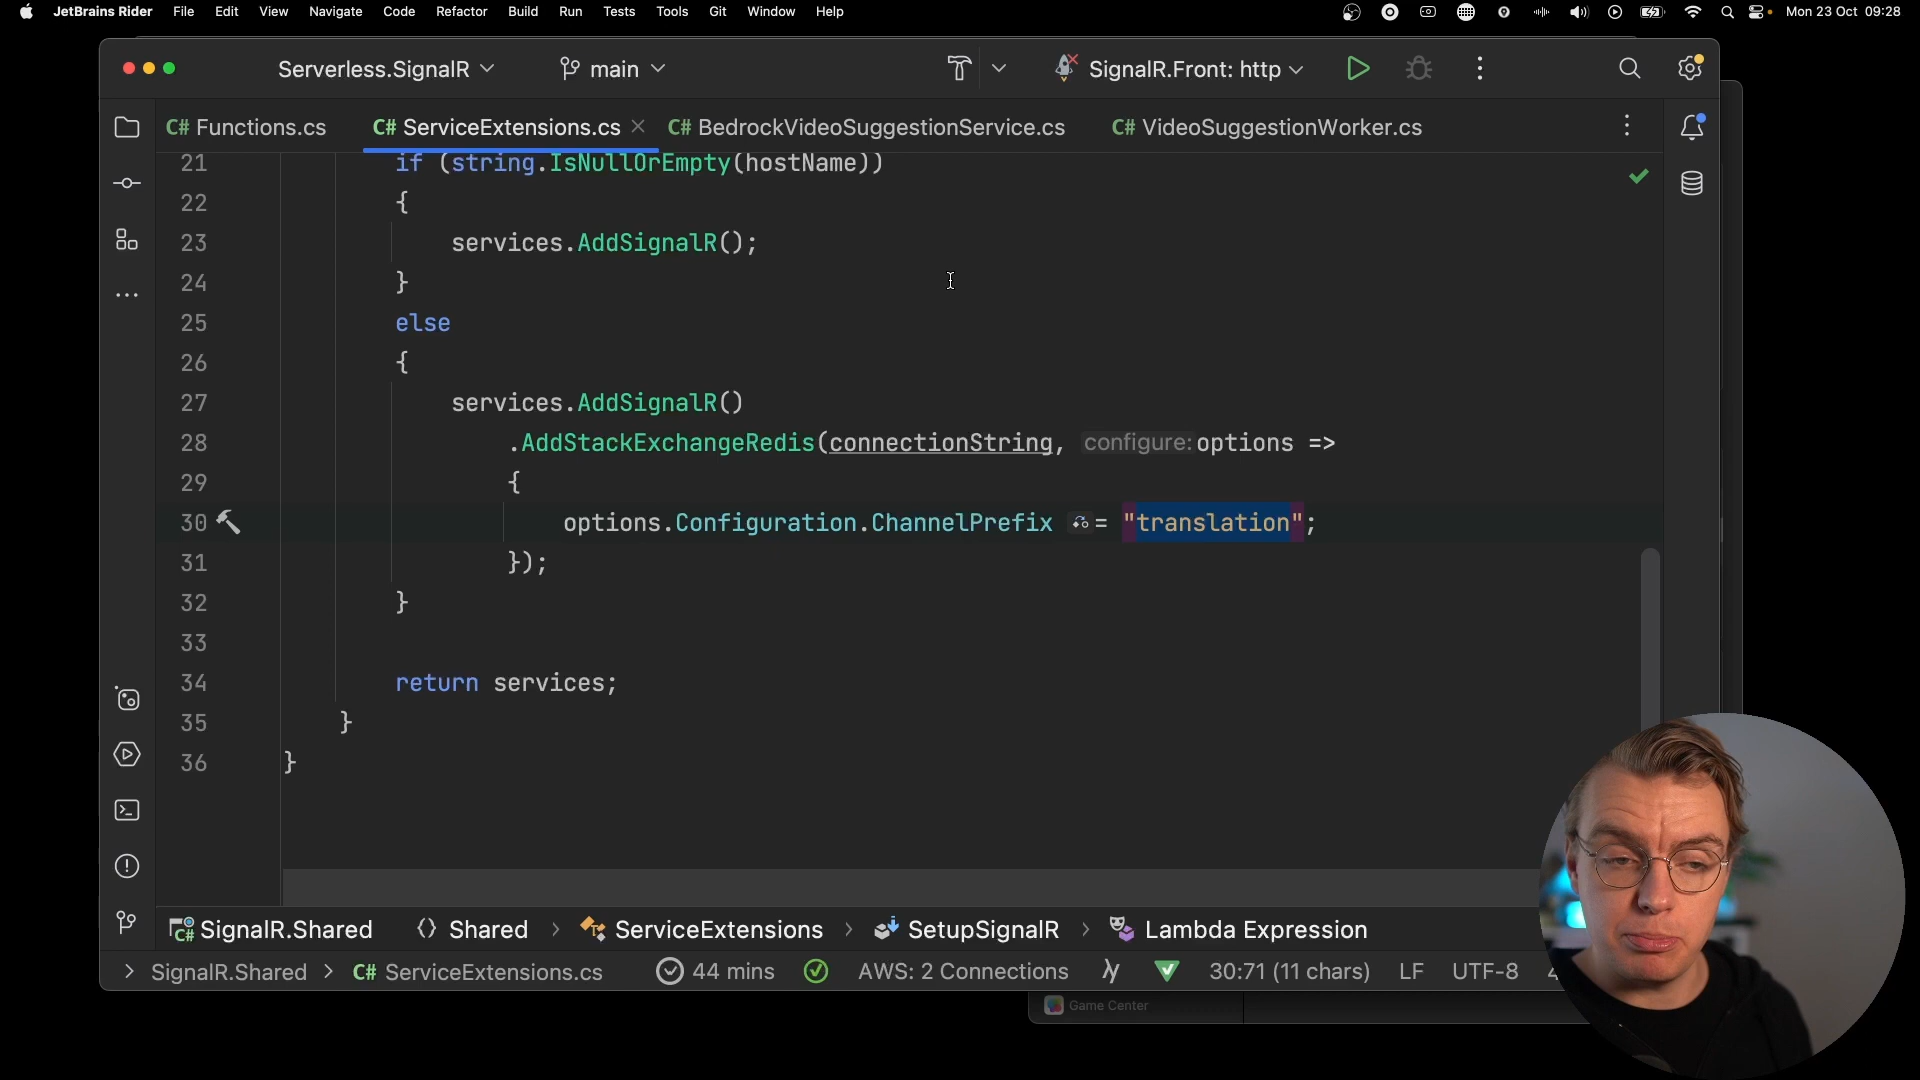 JetBrains Rider File Edit View Navigate Code Refactor Build Run Tests Tools Git Window Help Mon 23 Oct 09:28
Serverless.SignalR main SignalR.Front: http
C# Functions.cs C# ServiceExtensions.cs C# BedrockVideoSuggestionService.cs C# VideoSuggestionWorker.cs
21 if (string.IsNullOrEmpty(hostName))
22 {
23 services.AddSignalR();
24 }
25 else
26 {
27 services.AddSignalR()
28 .AddStackExchangeRedis(connectionString, configure: options =>
29 {
30 options.Configuration.ChannelPrefix = "translation";
31 });
32 }
33
34 return services;
35 }
36 }
C# SignalR.Shared Shared > ServiceExtensions > SetupSignalR > Lambda Expression
> SignalR.Shared > C# ServiceExtensions.cs 44 mins AWS: 2 Connections 30:71 (11 chars) LF UTF-8 4
Game Center